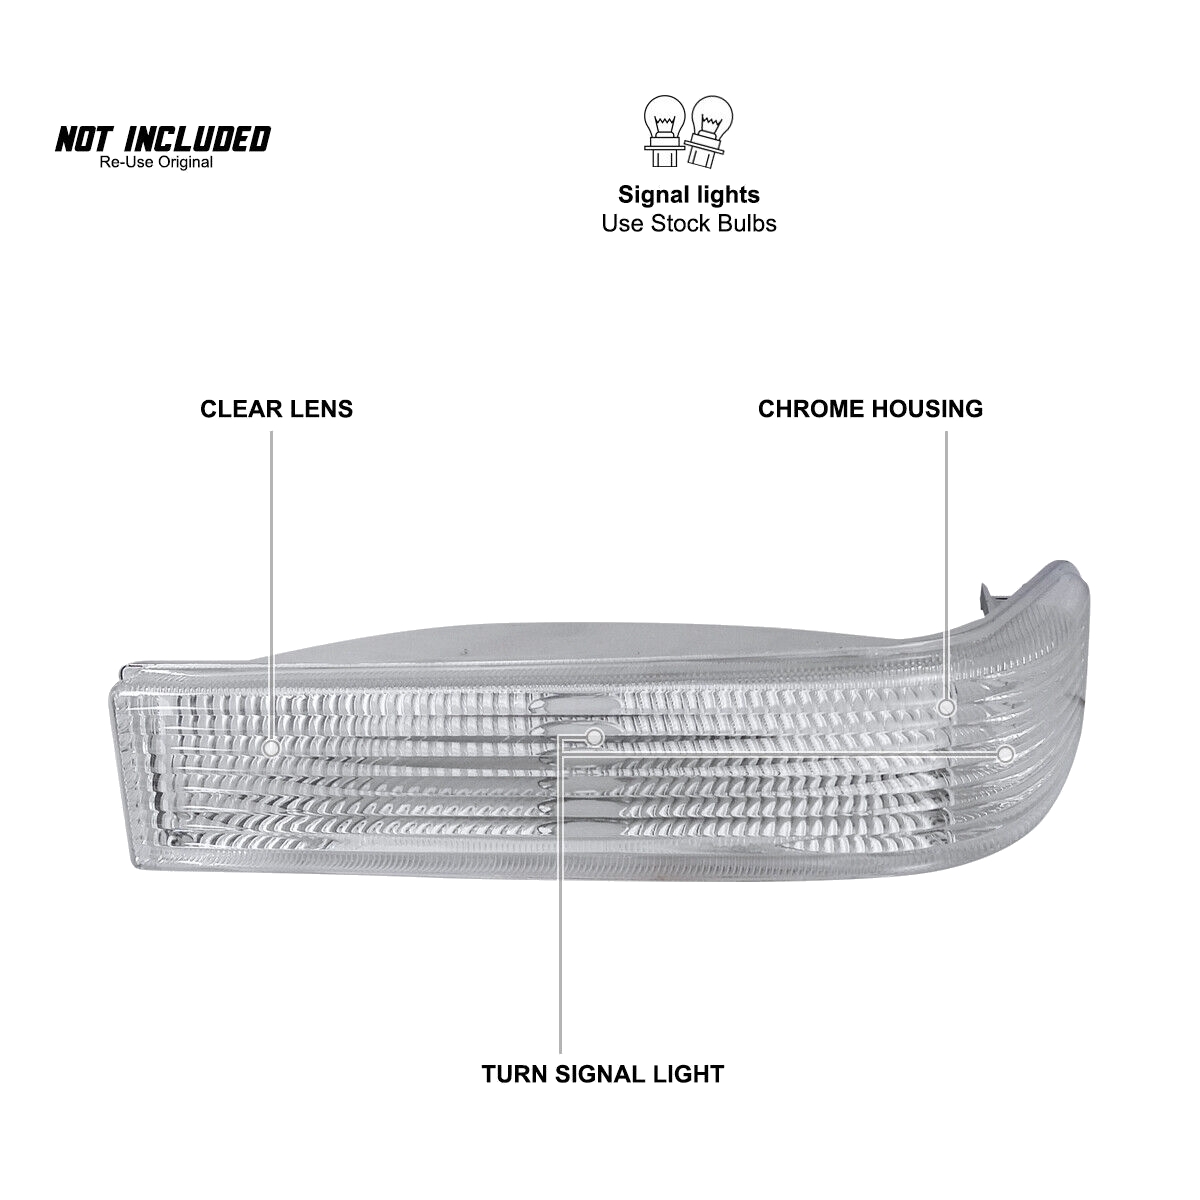 NOT INCLUDED
Re-Use Original
Signal lights
Use Stock Bulbs
CLEAR LENS
CHROME HOUSING
TURN SIGNAL LIGHT